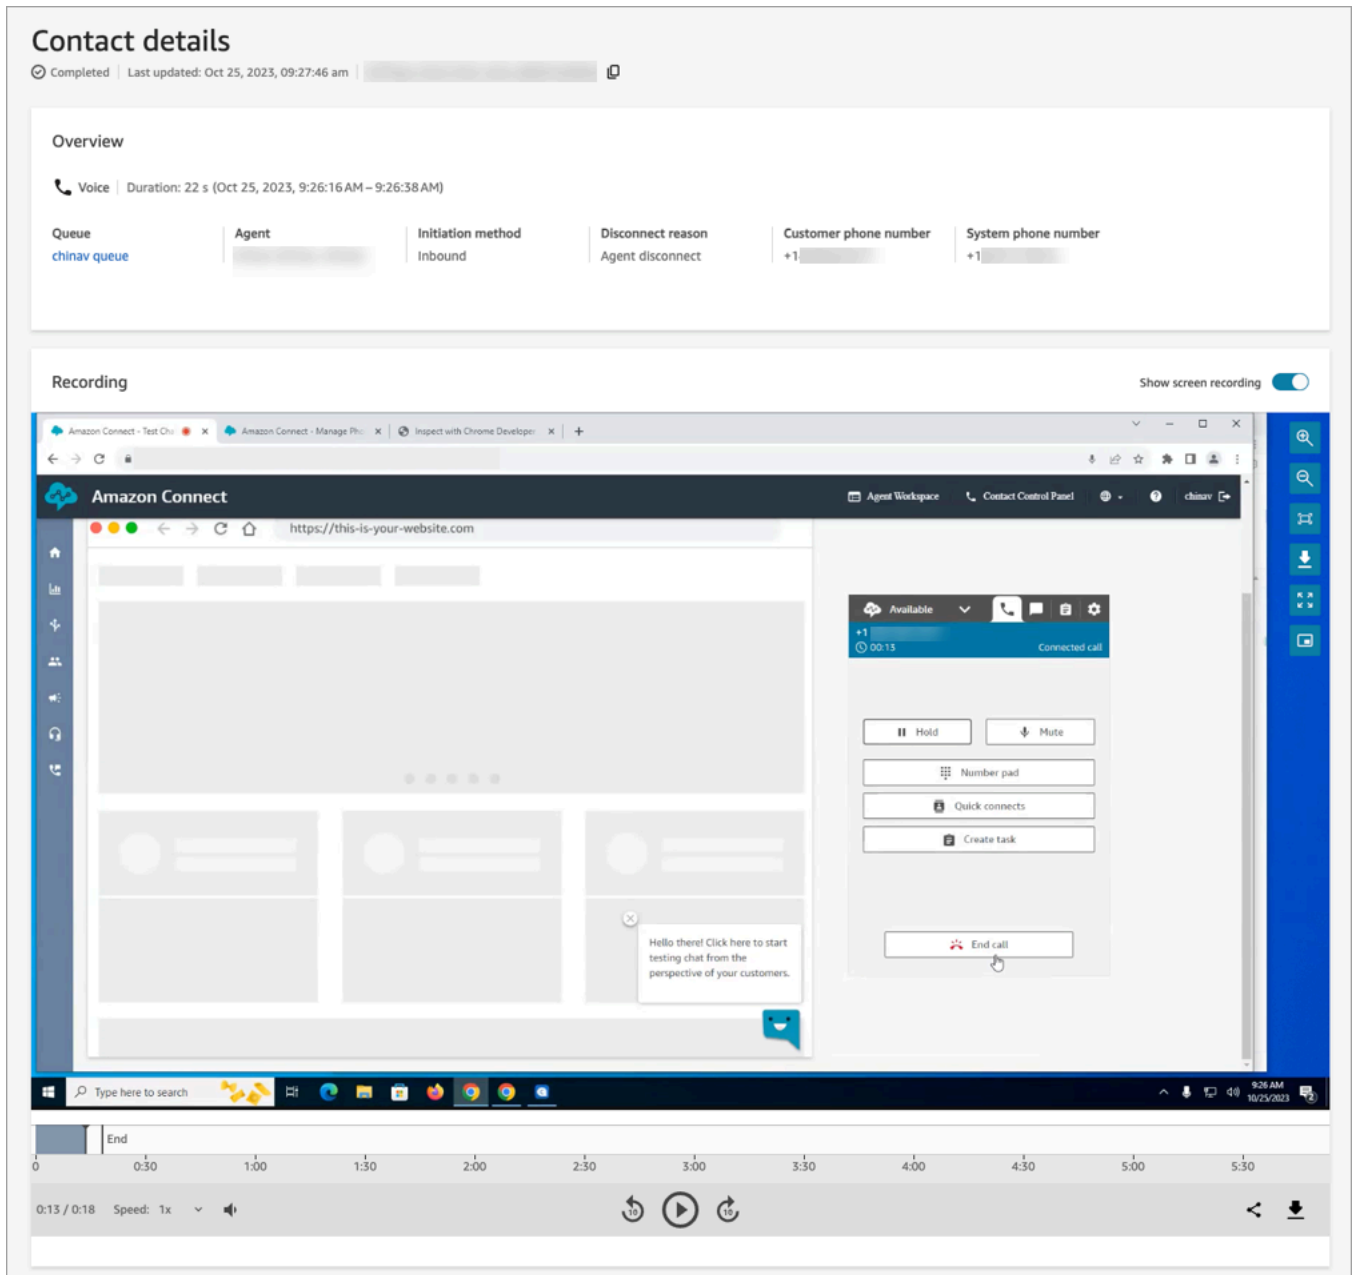 Contact details
Completed Last updated: Oct 25, 2023, 09:27:46 am
Overview
Voice Duration: 22 s (Oct 25, 2023, 9:26:16 AM – 9:26:38 AM)
Queue Agent Initiation method Disconnect reason Customer phone number System phone number
chinav queue Inbound Agent disconnect +1 +1
Recording Show screen recording
Amazon Connect - Test Cha Amazon Connect - Manage Pho Inspect with Chrome Developer
Amazon Connect Agent Workspace Contact Control Panel chinav
https://this-is-your-website.com
Available
+1
00:13 Connected call
Hold Mute
Number pad
Quick connects
Create task
End call
Hello there! Click here to start
testing chat from the
perspective of your customers.
Type here to search
9:26 AM
10/25/2023
2
End
0 0:30 1:00 1:30 2:00 2:30 3:00 3:30 4:00 4:30 5:00 5:30
0:13 / 0:18 Speed: 1x 10 10